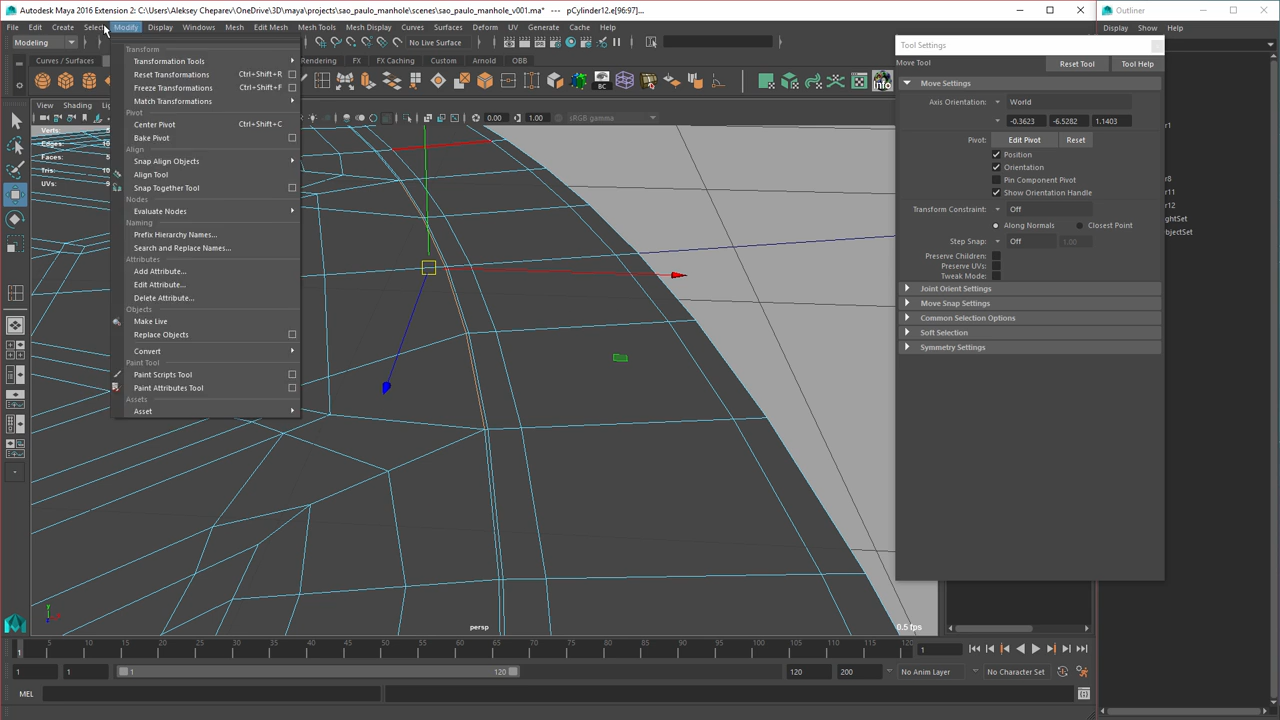 Autodesk Maya 2016 Extension 2: C:\Users\Aleksey Cheparev\OneDrive\3D\maya\projects\sao_paulo_manhole\scenes\sao_paulo_manhole_v001.ma* --- pCylinder12.e[96:97]...
Outliner
File Edit Create Select Modify Display Windows Mesh Edit Mesh Mesh Tools Mesh Display Curves Surfaces Deform UV Generate Cache Help
Display Show Help
Modeling
No Live Surface
Tool Settings
Move Tool
Reset Tool
Tool Help
Curves / Surfaces
Rendering FX FX Caching Custom Arnold OBB
BC
Info
View Shading
0.00
1.00
sRGB gamma
Verts:
Edges:
Faces:
Tris:
UVs:
Transform
Transformation Tools
Reset Transformations Ctrl+Shift+R
Freeze Transformations Ctrl+Shift+F
Match Transformations
Pivot
Center Pivot Ctrl+Shift+C
Bake Pivot
Align
Snap Align Objects
Align Tool
Snap Together Tool
Nodes
Evaluate Nodes
Naming
Prefix Hierarchy Names...
Search and Replace Names...
Attributes
Add Attribute...
Edit Attribute...
Delete Attribute...
Objects
Make Live
Replace Objects
Convert
Paint Tool
Paint Scripts Tool
Paint Attributes Tool
Assets
Asset
Move Settings
Axis Orientation: World
-0.3623 -6.5282 1.1403
Pivot: Edit Pivot Reset
Position
Orientation
Pin Component Pivot
Show Orientation Handle
Transform Constraint: Off
Along Normals Closest Point
Step Snap: Off 1.00
Preserve Children:
Preserve UVs:
Tweak Mode:
Joint Orient Settings
Move Snap Settings
Common Selection Options
Soft Selection
Symmetry Settings
r1
r8
r11
r12
ghtSet
bjectSet
persp
0.5 fps
5 10 15 20 25 30 35 40 45 50 55 60 65 70 75 80 85 90 95 100 105 110 115 120
1
1
1
1
120
120
200
No Anim Layer
No Character Set
MEL